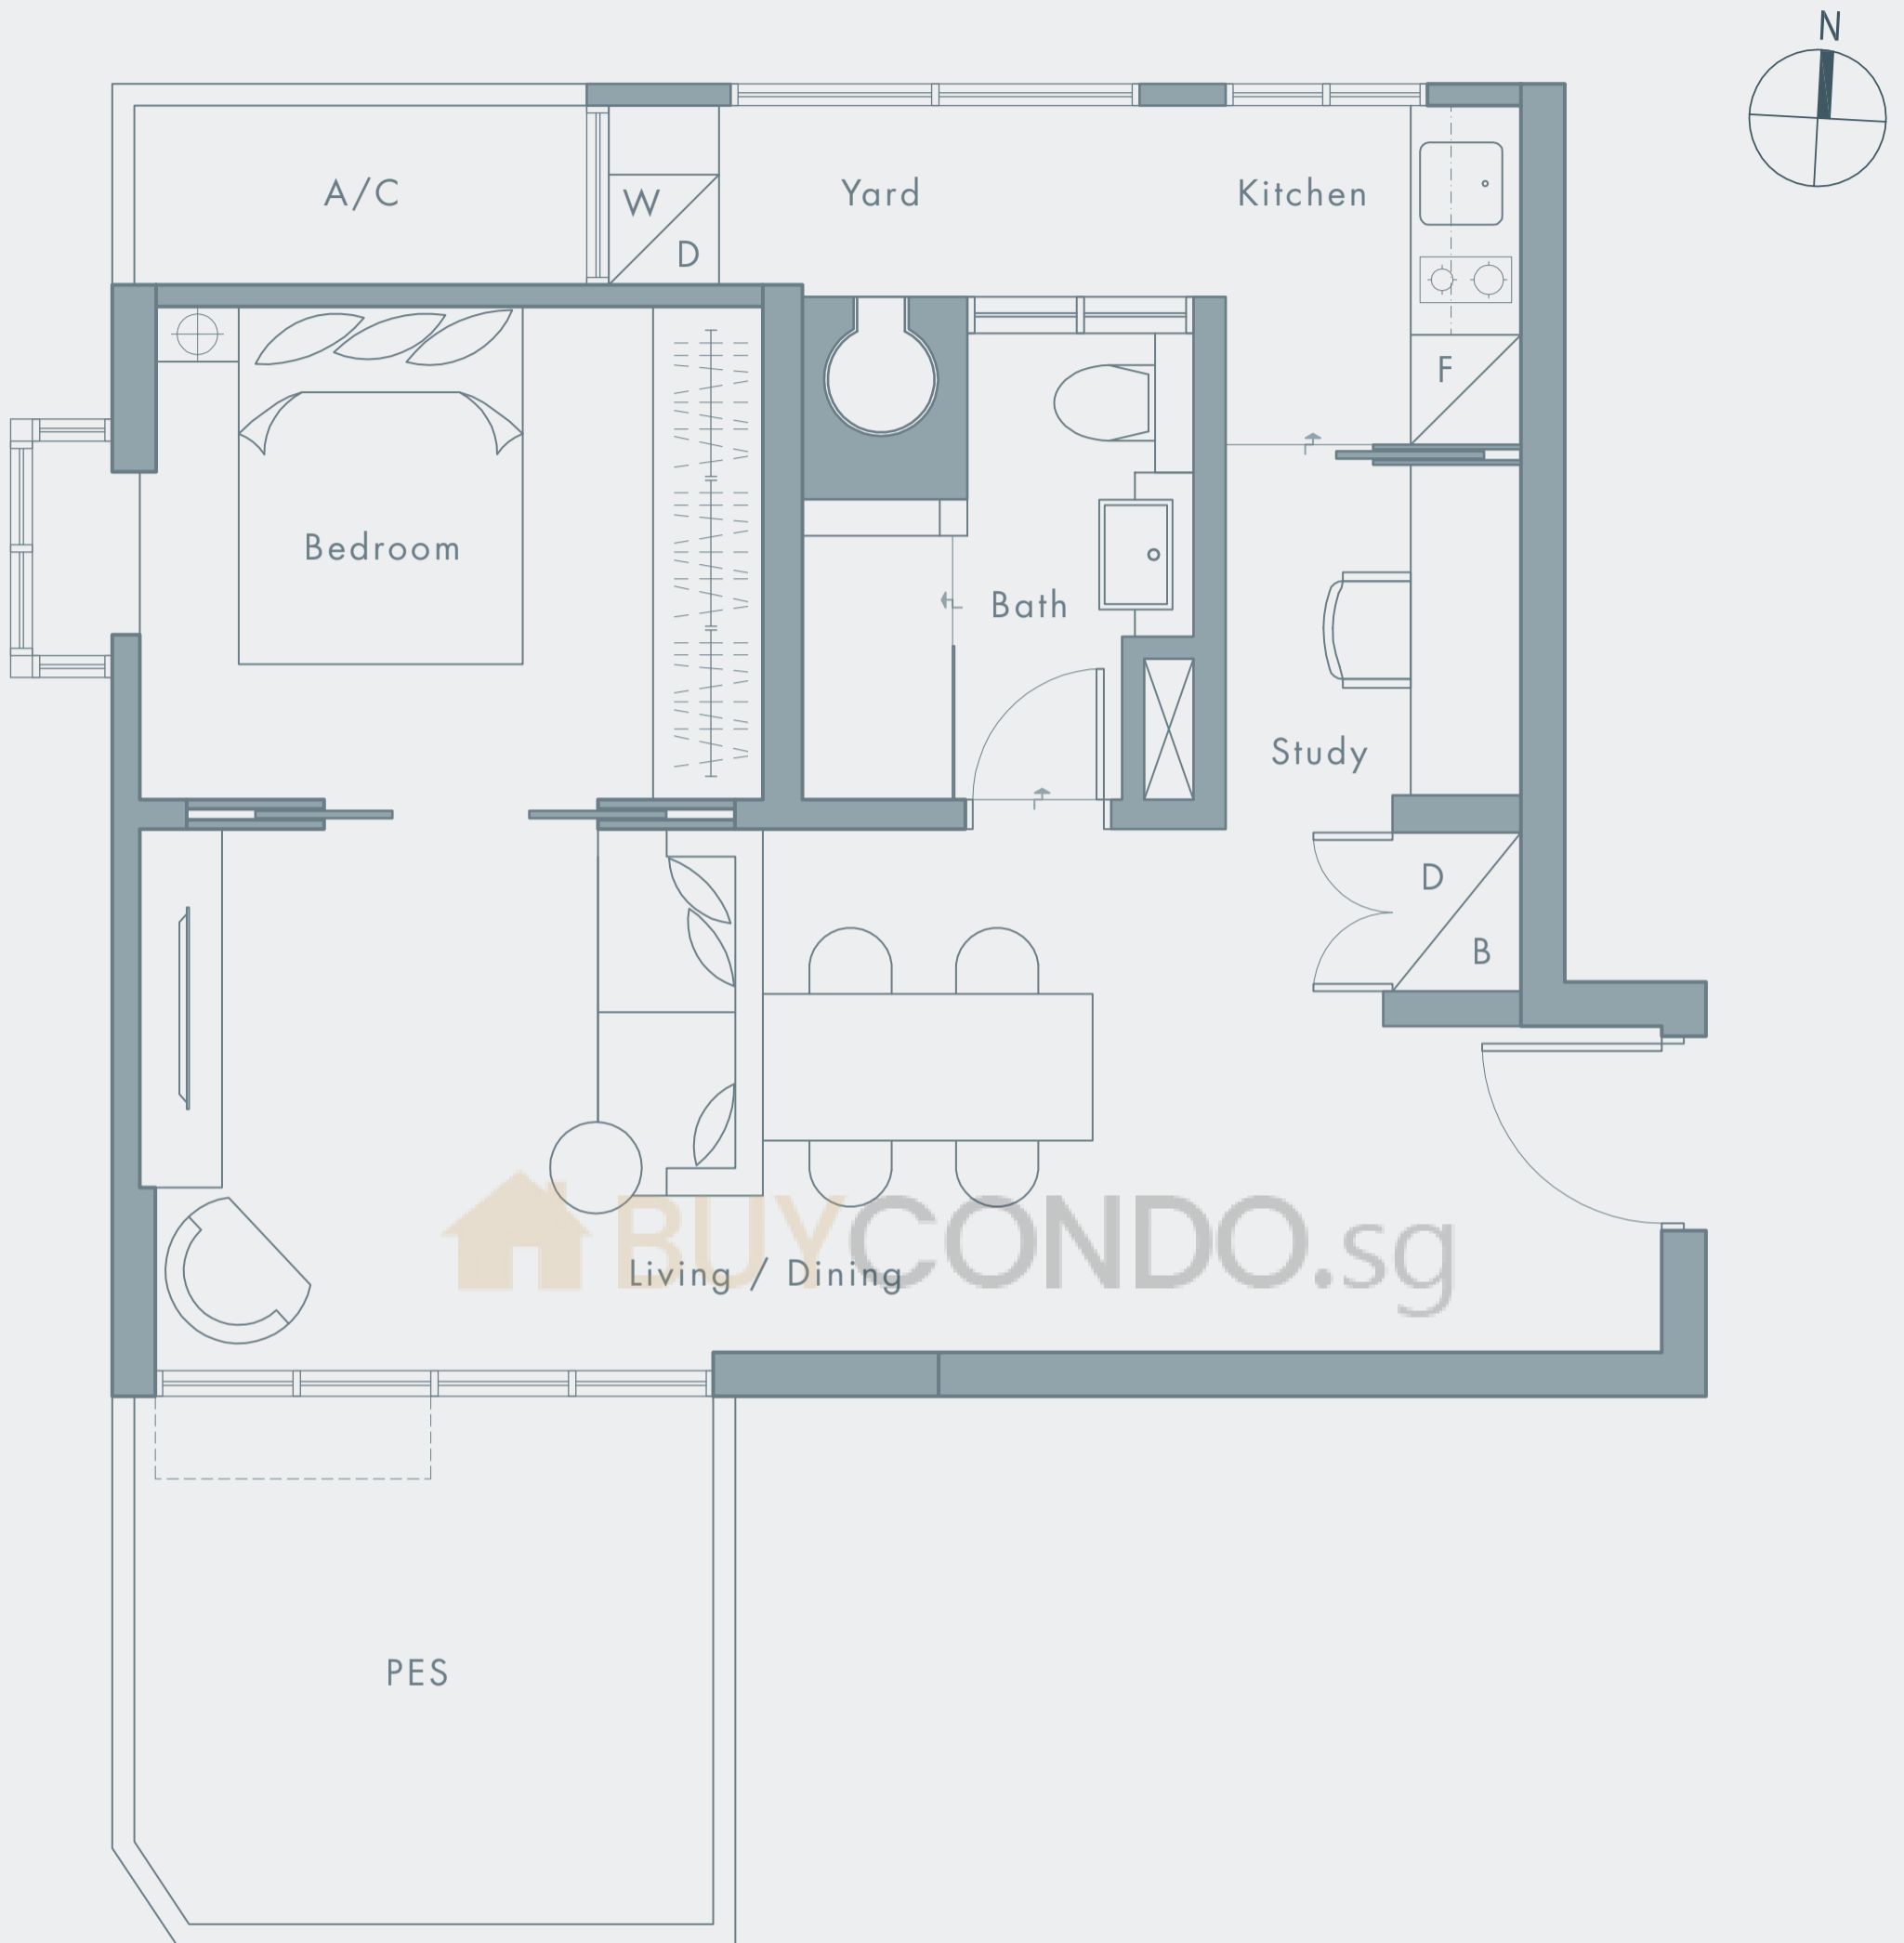 N
A/C
W
D
Yard
Kitchen
F
Bedroom
Bath
Study
D
B
BUYCONDO.sg
Living / Dining
PES